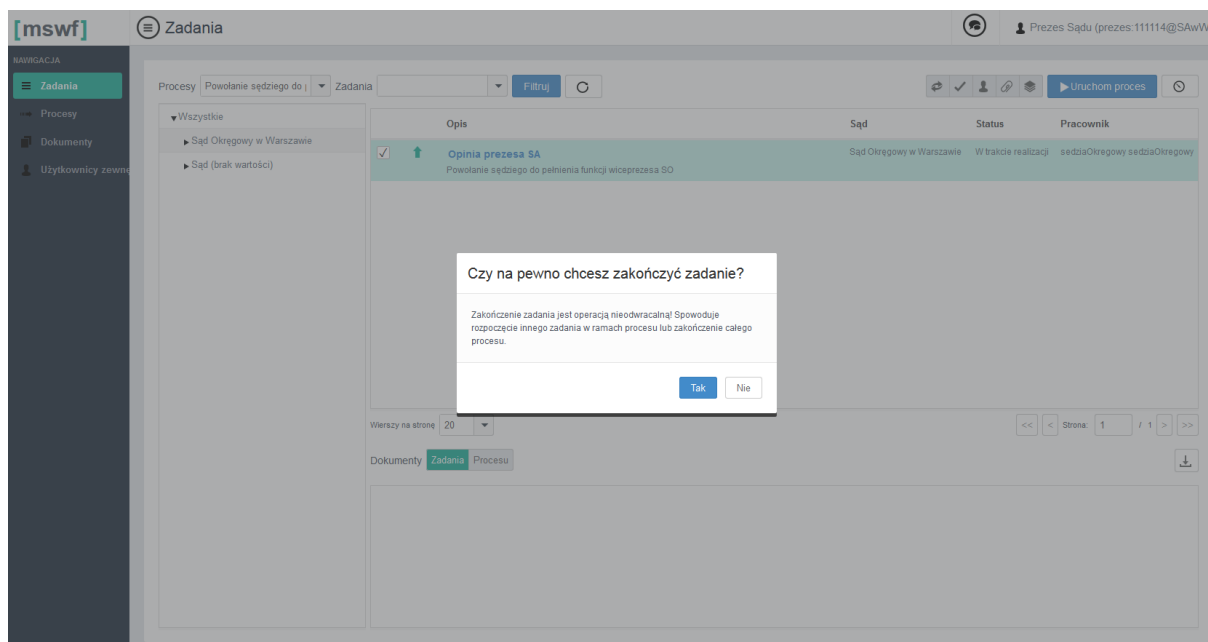 [mswf]
Zadania
Prezes Sądu (prezes.111114@SAwW
NAWIGACJA
Zadania
Procesy
Dokumenty
Użytkownicy zewnę
Procesy Powołanie sędziego do Zadania Filtruj
Uruchom proces
Wszystkie
Sąd Okręgowy w Warszawie
Sąd (brak wartości)
Opis Sąd Status Pracownik
Opinia prezesa SA Sąd Okręgowy w Warszawie W trakcie realizacji sedziaOkregowy sedziaOkregowy
Powołanie sędziego do pełnienia funkcji wiceprezesa SO
Czy na pewno chcesz zakończyć zadanie?
Zakończenie zadania jest operacją nieodwracalną! Spowoduje
rozpoczęcie innego zadania w ramach procesu lub zakończenie całego
procesu.
Tak Nie
Wierszy na stronę 20 << < Strona: 1 / 1 > >>
Dokumenty Zadania Procesu